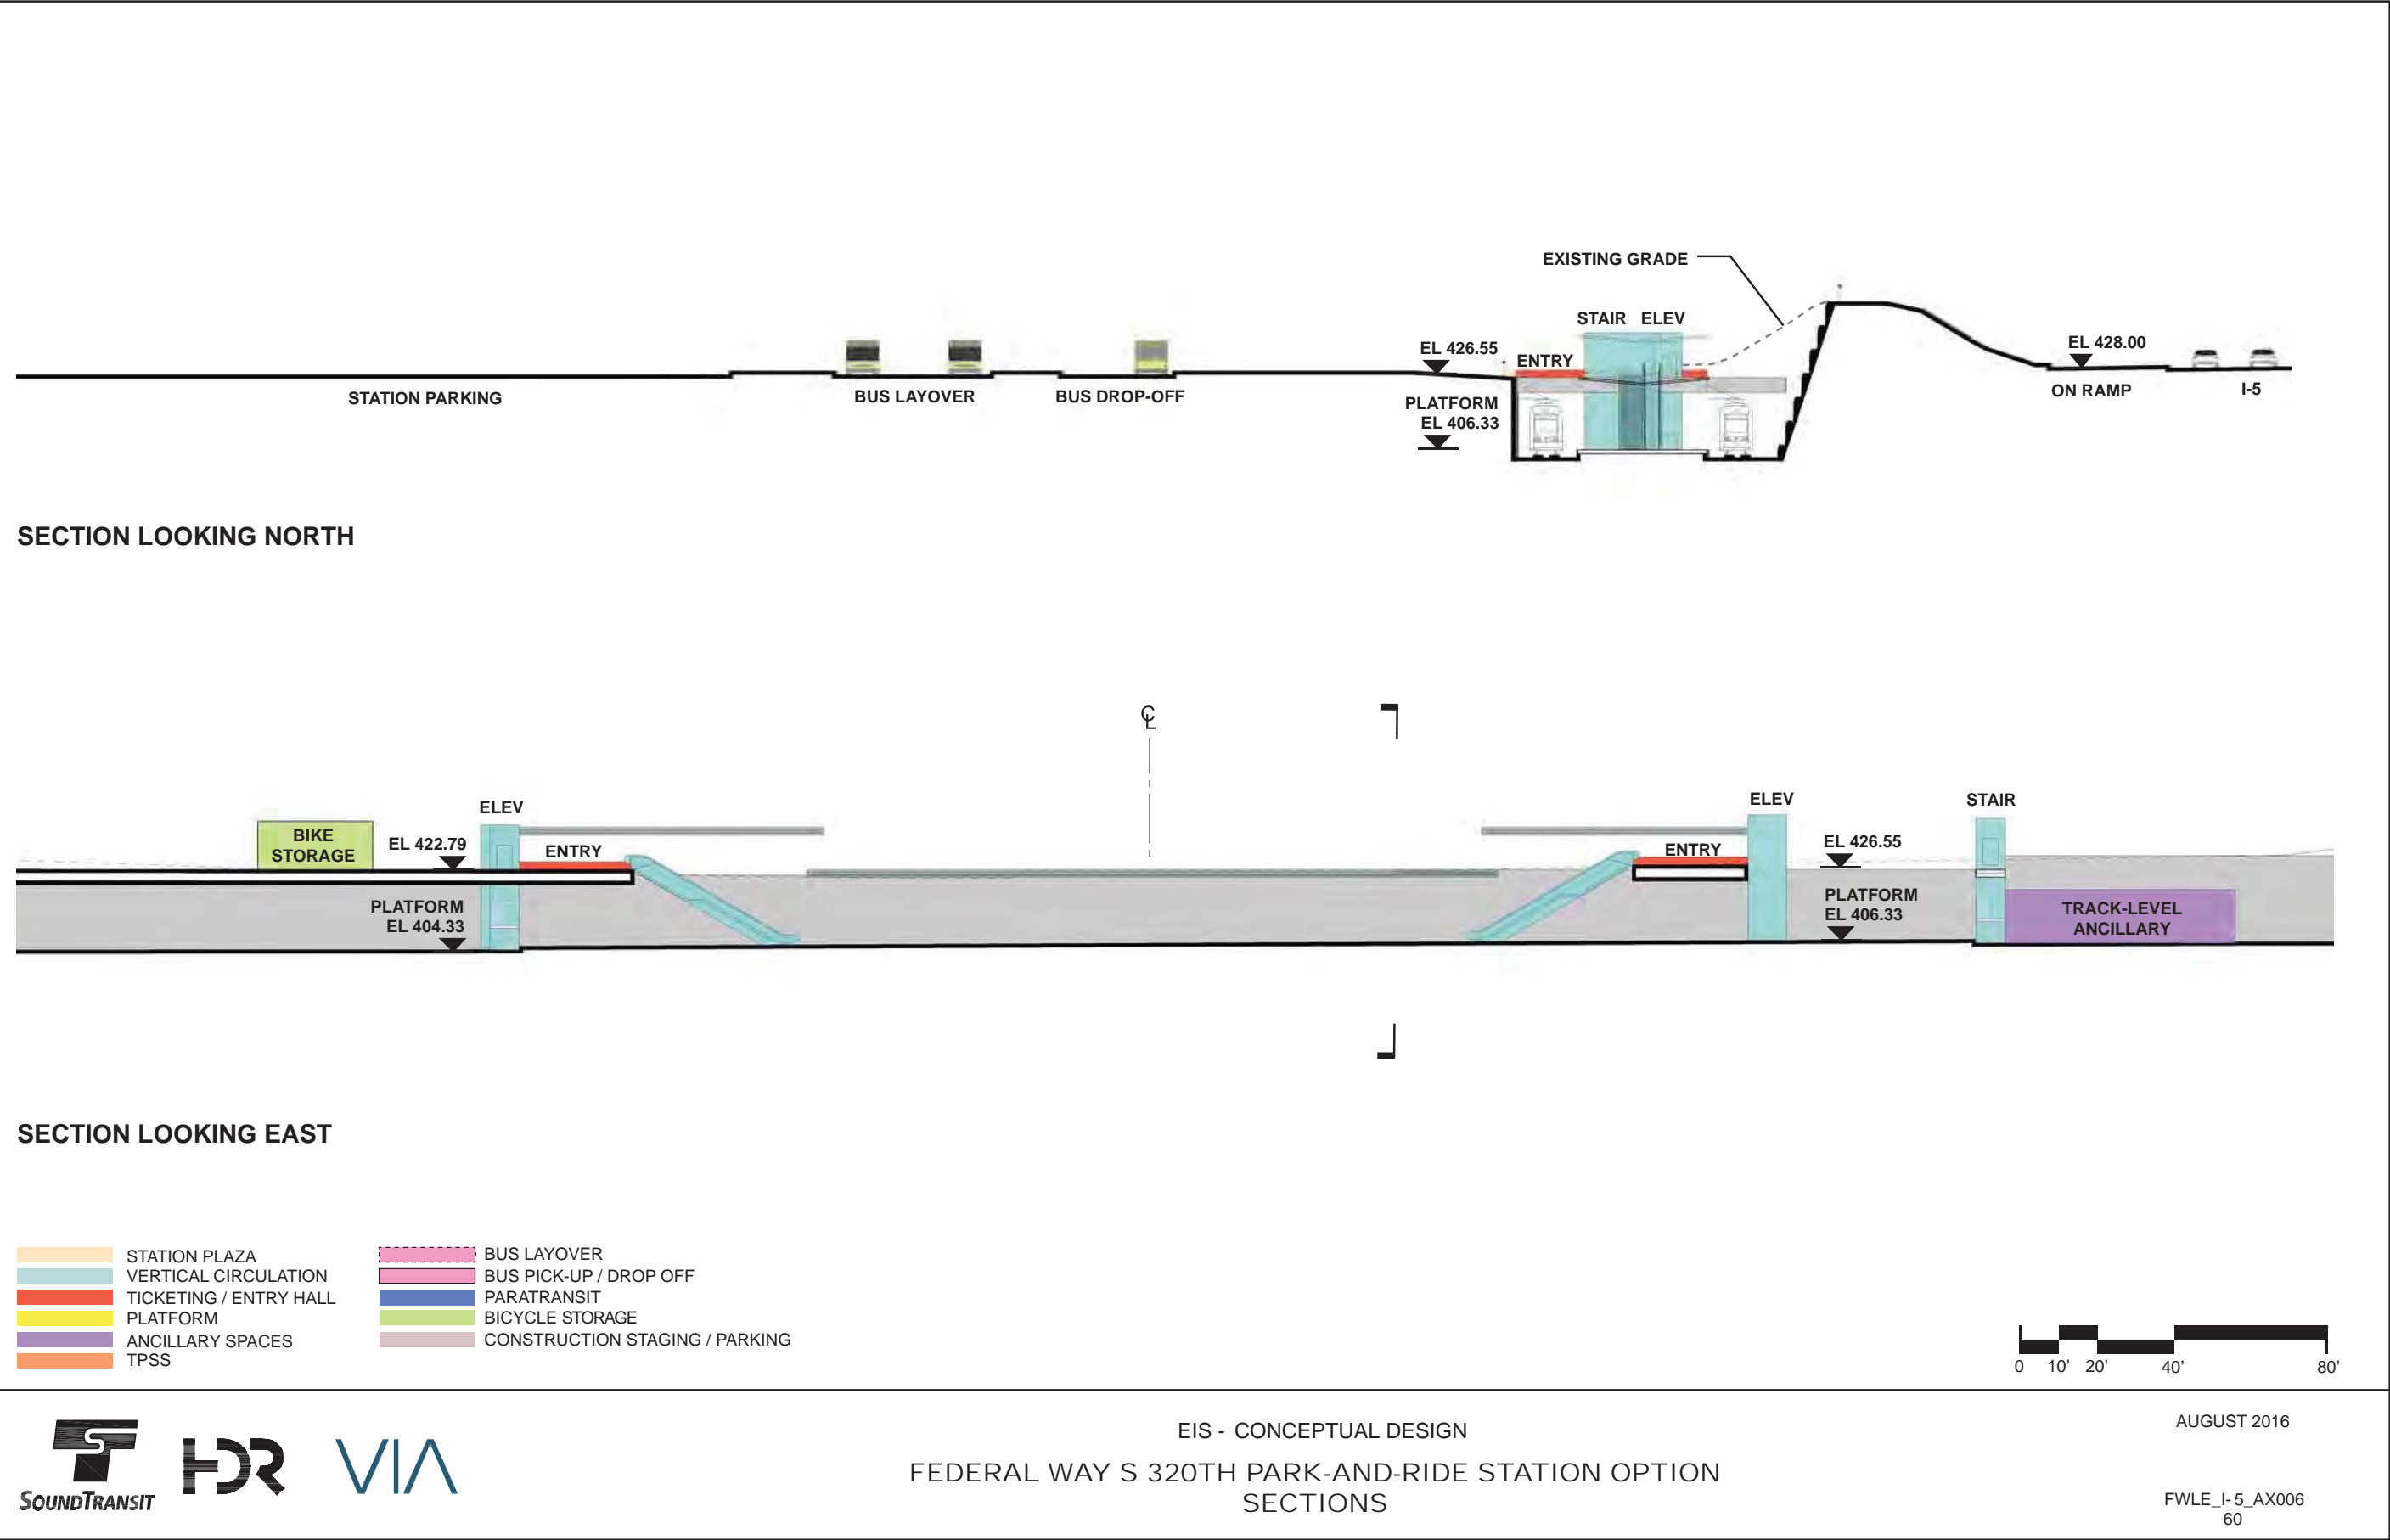 EXISTING GRADE
STAIR ELEV
EL 426.55
ENTRY
EL 428.00
STATION PARKING
BUS LAYOVER
BUS DROP-OFF
PLATFORM
EL 406.33
ON RAMP
I-5
SECTION LOOKING NORTH
℄
ELEV
ELEV
STAIR
BIKE
STORAGE
EL 422.79
ENTRY
ENTRY
EL 426.55
PLATFORM
EL 404.33
PLATFORM
EL 406.33
TRACK-LEVEL
ANCILLARY
SECTION LOOKING EAST
STATION PLAZA
VERTICAL CIRCULATION
TICKETING / ENTRY HALL
PLATFORM
ANCILLARY SPACES
TPSS
BUS LAYOVER
BUS PICK-UP / DROP OFF
PARATRANSIT
BICYCLE STORAGE
CONSTRUCTION STAGING / PARKING
0 10' 20' 40' 80'
SOUNDTRANSIT
HDR
VIA
EIS - CONCEPTUAL DESIGN
FEDERAL WAY S 320TH PARK-AND-RIDE STATION OPTION
SECTIONS
AUGUST 2016
FWLE_I-5_AX006
60